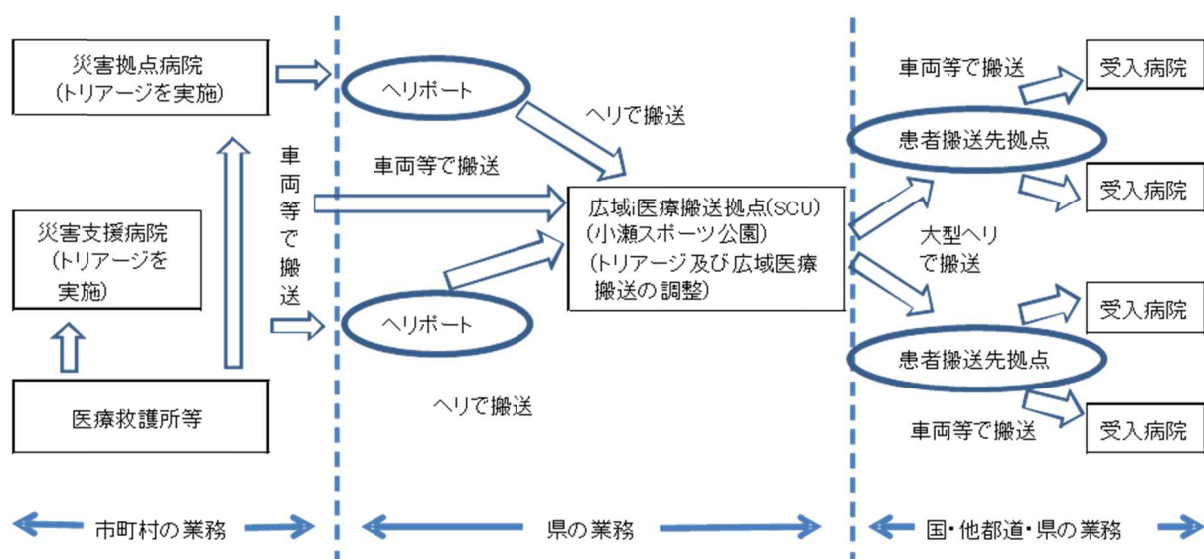 災害拠点病院
(トリアージを実施)
災害支援病院
(トリアージを
実施)
医療救護所等
車両等で搬送
ヘリポート
ヘリで搬送
車両等で搬送
ヘリポート
ヘリで搬送
広域i医療搬送拠点(SCU)
(小瀬スポーツ公園)
(トリアージ及び広域医療
搬送の調整)
車両等で搬送
患者搬送先拠点
受入病院
受入病院
大型ヘリ
で搬送
患者搬送先拠点
受入病院
車両等で搬送
受入病院
市町村の業務
県の業務
国・他都道・県の業務